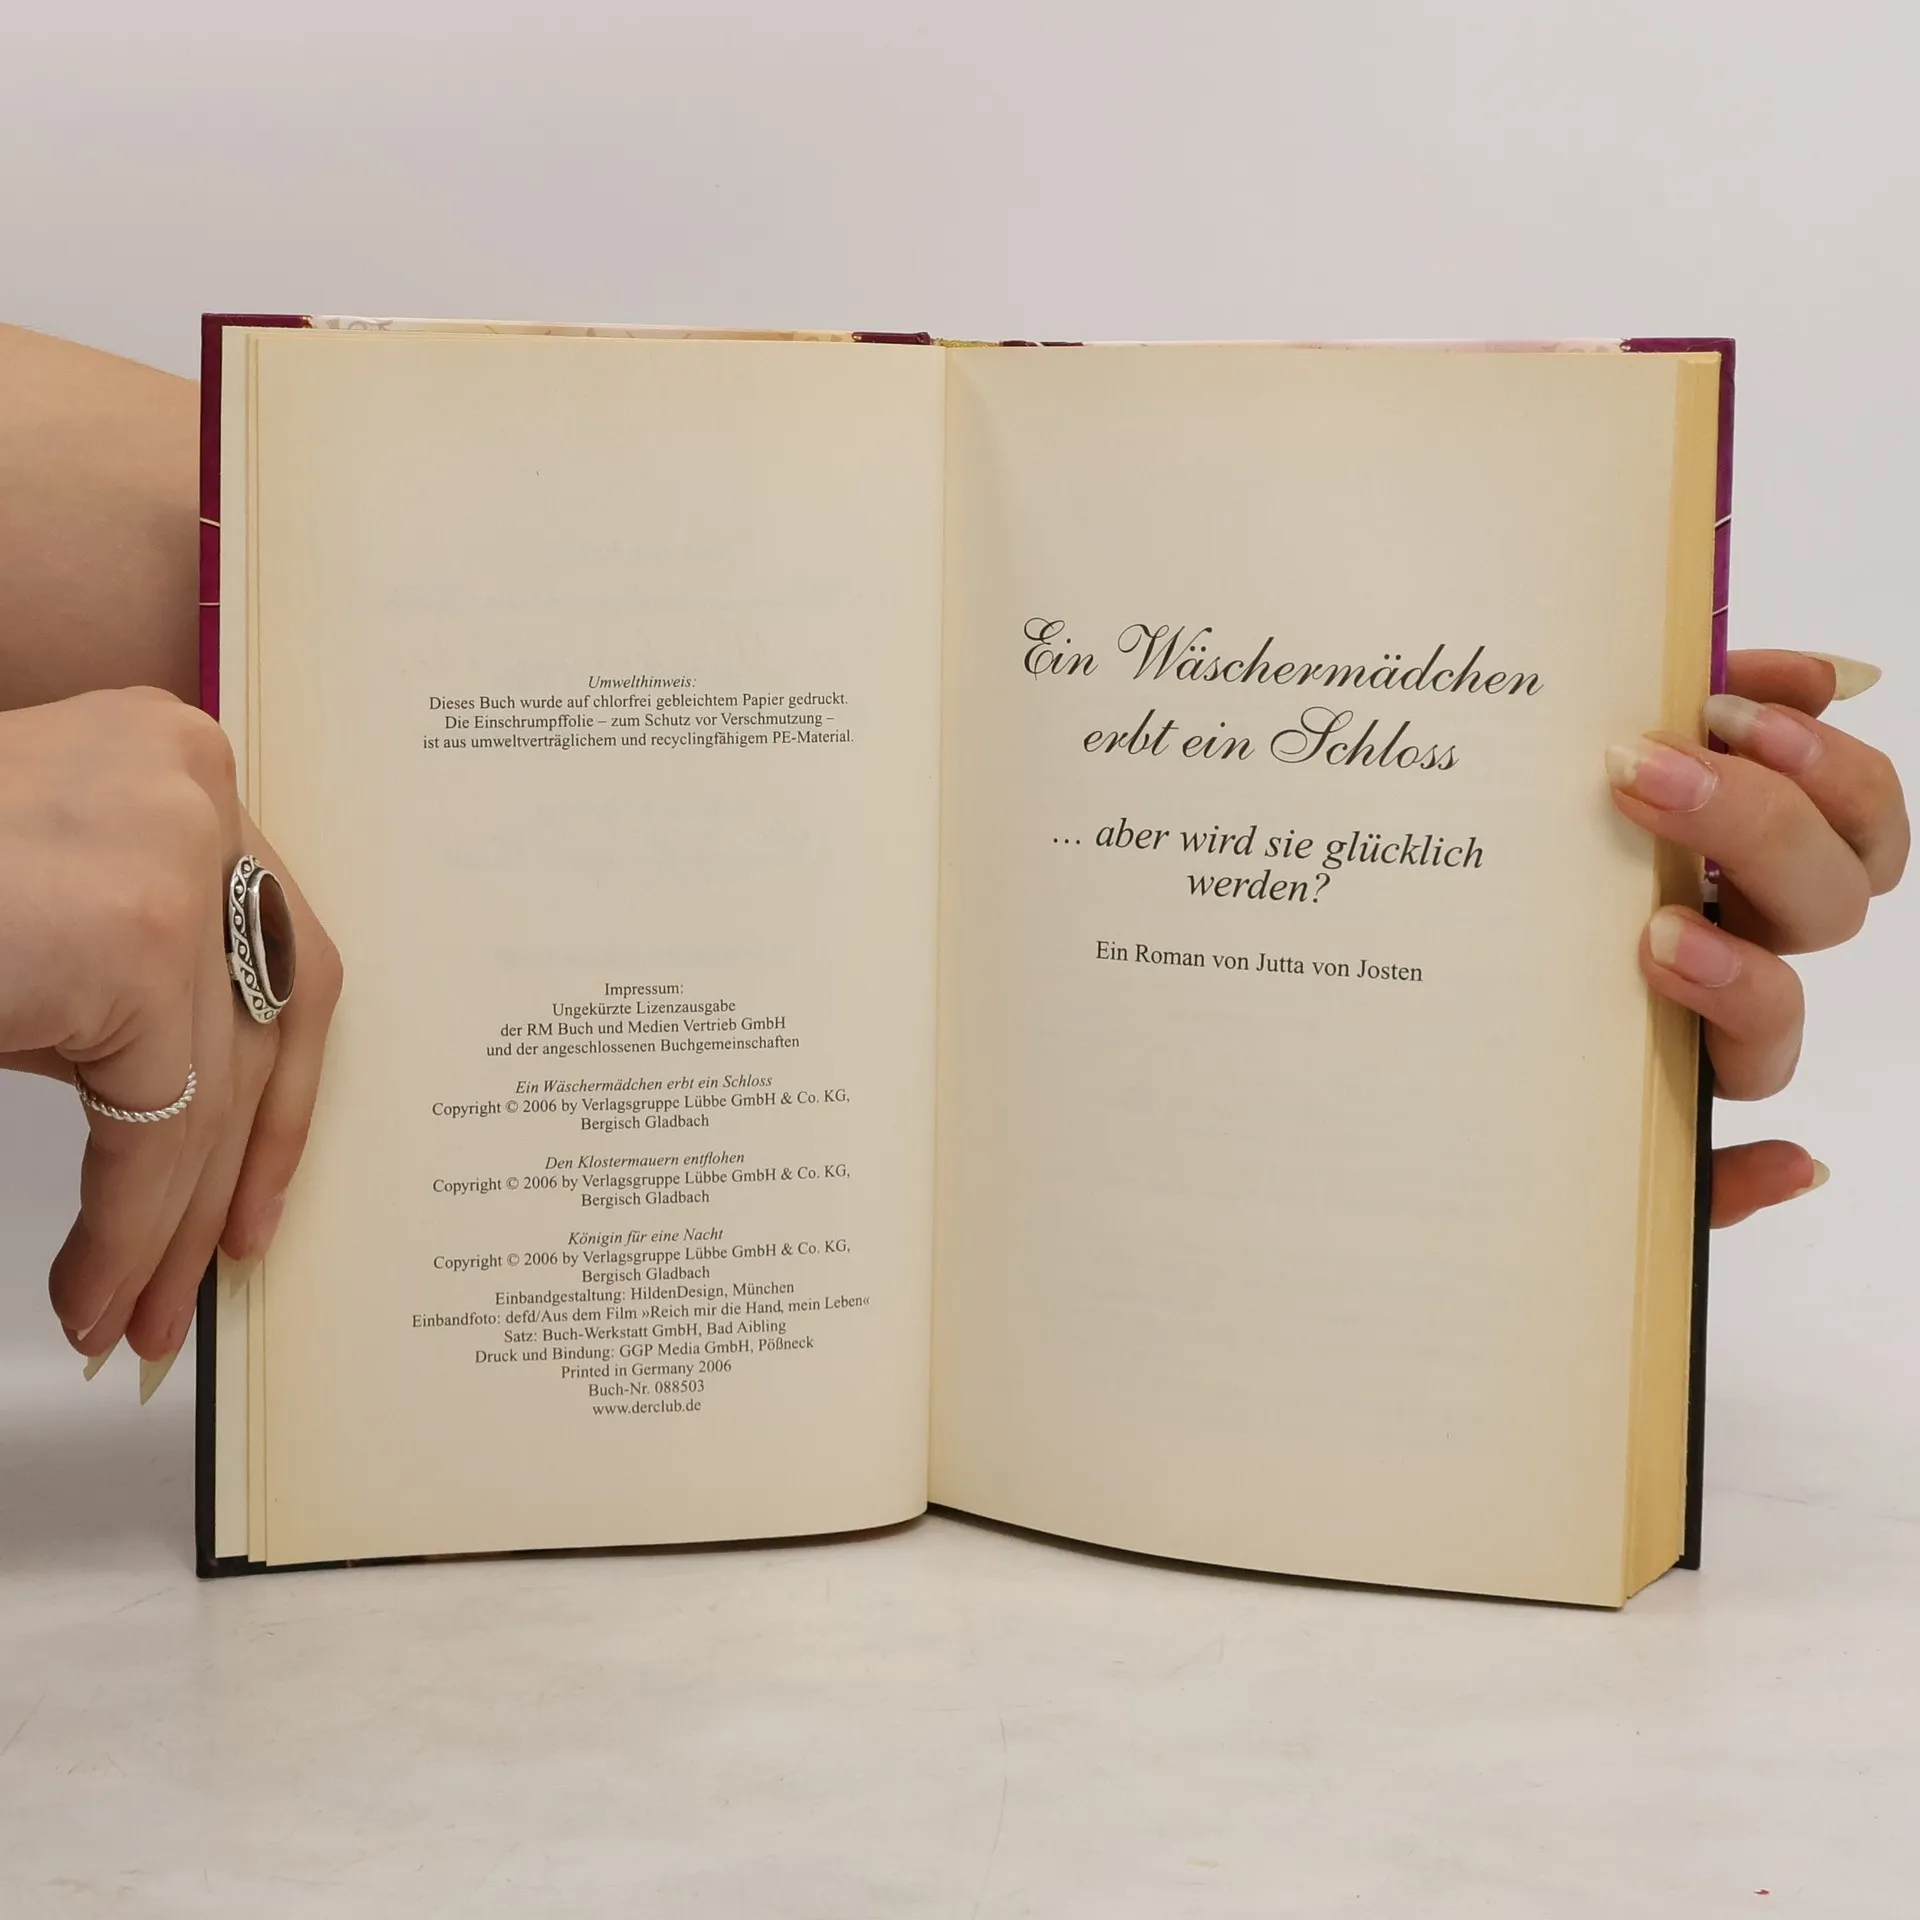 Umwelthinweis:
Dieses Buch wurde auf chlorfrei gebleichtem Papier gedruckt.
Die Einschrumpffolie – zum Schutz vor Verschmutzung –
ist aus umweltverträglichem und recyclingfähigem PE-Material.
Impressum:
Ungekürzte Lizenzausgabe
der RM Buch und Medien Vertrieb GmbH
und der angeschlossenen Buchgemeinschaften
Ein Wäschermädchen erbt ein Schloss
Copyright © 2006 by Verlagsgruppe Lübbe GmbH & Co. KG,
Bergisch Gladbach
Den Klostermauern entflohen
Copyright © 2006 by Verlagsgruppe Lübbe GmbH & Co. KG,
Bergisch Gladbach
Königin für eine Nacht
Copyright © 2006 by Verlagsgruppe Lübbe GmbH & Co. KG,
Bergisch Gladbach
Einbandgestaltung: HildenDesign, München
Einbandfoto: defd/Aus dem Film »Reich mir die Hand, mein Leben«
Satz: Buch-Werkstatt GmbH, Bad Aibling
Druck und Bindung: GGP Media GmbH, Pößneck
Printed in Germany 2006
Buch-Nr. 088503
www.derclub.de
Ein Wäschermädchen
erbt ein Schloss
... aber wird sie glücklich
werden?
Ein Roman von Jutta von Josten